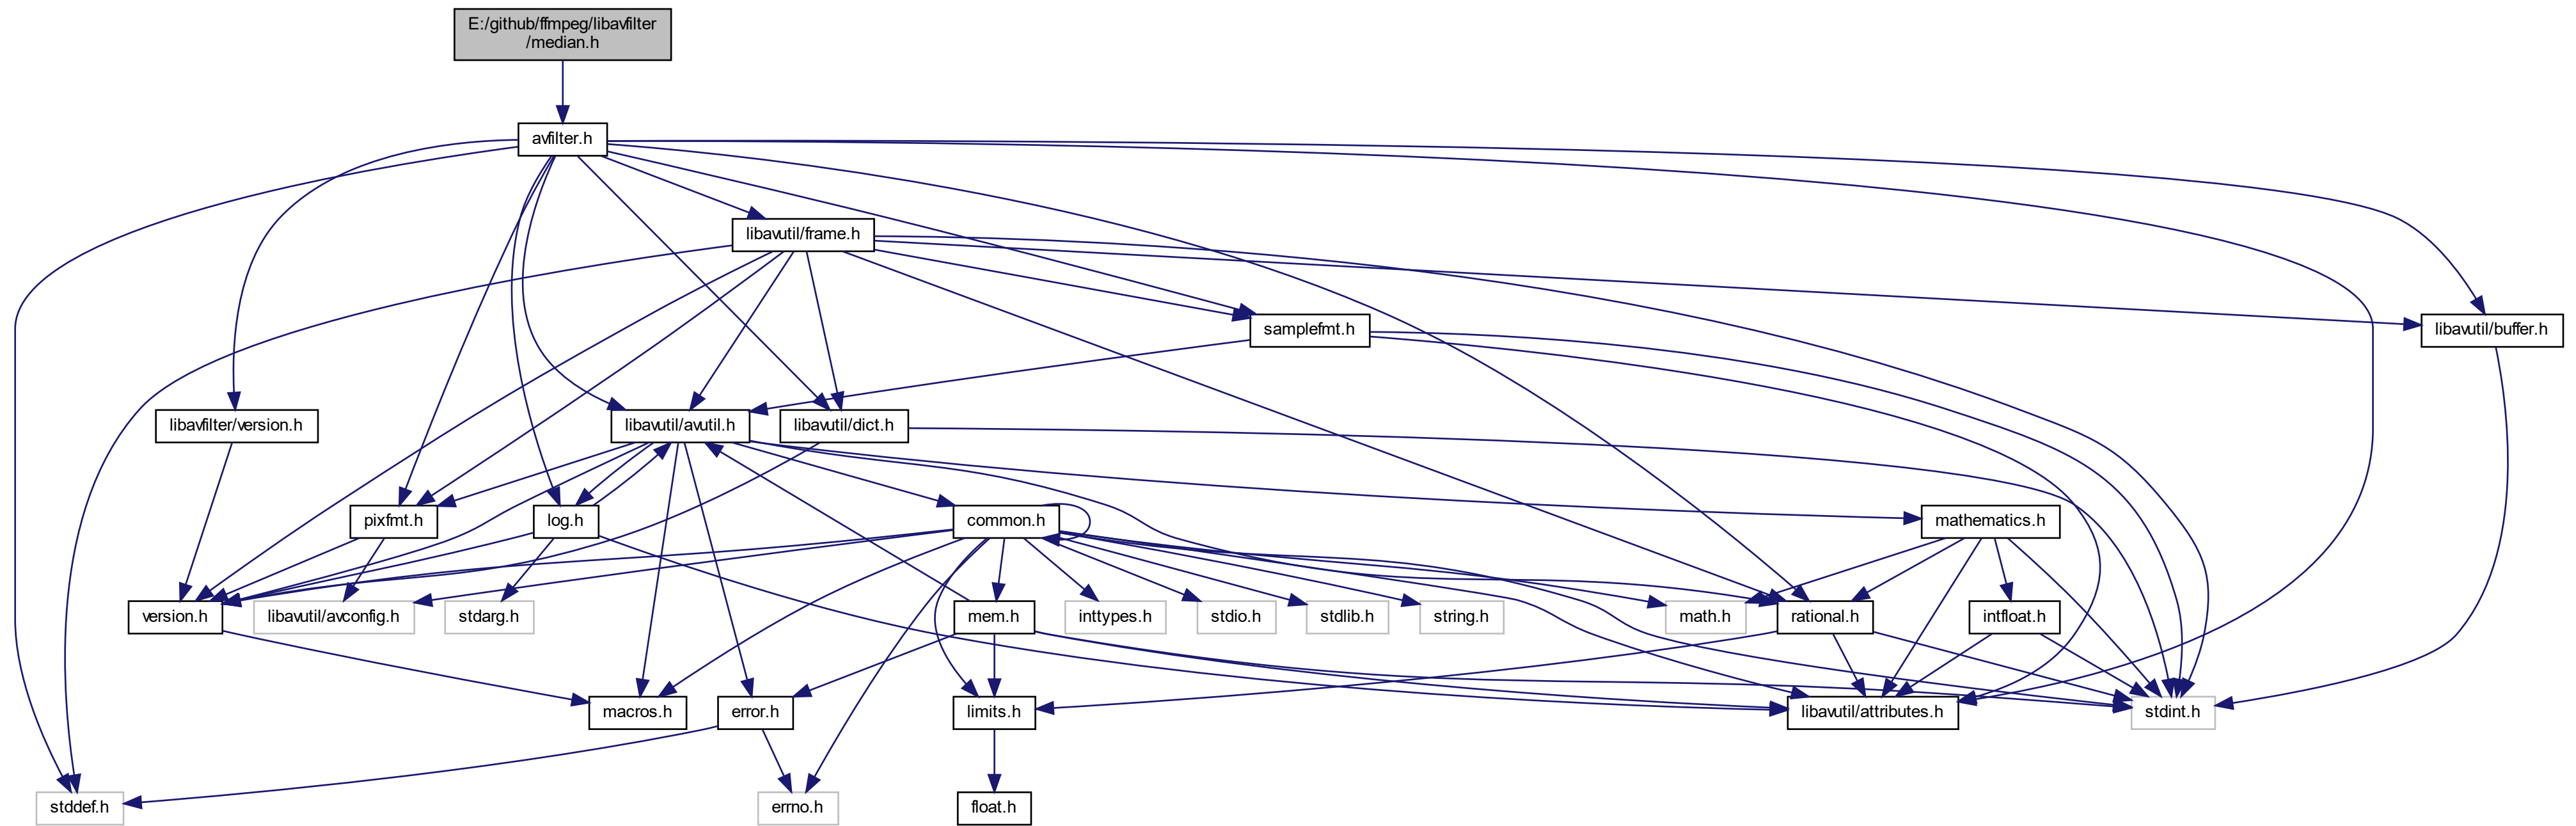 E:/github/ffmpeg/libavfilter
/median.h
avfilter.h
libavutil/frame.h
samplefmt.h
libavutil/buffer.h
libavfilter/version.h
libavutil/avutil.h
libavutil/dict.h
pixfmt.h
log.h
common.h
mathematics.h
version.h
libavutil/avconfig.h
stdarg.h
mem.h
inttypes.h
stdio.h
stdlib.h
string.h
math.h
rational.h
intfloat.h
macros.h
error.h
limits.h
libavutil/attributes.h
stdint.h
stddef.h
errno.h
float.h